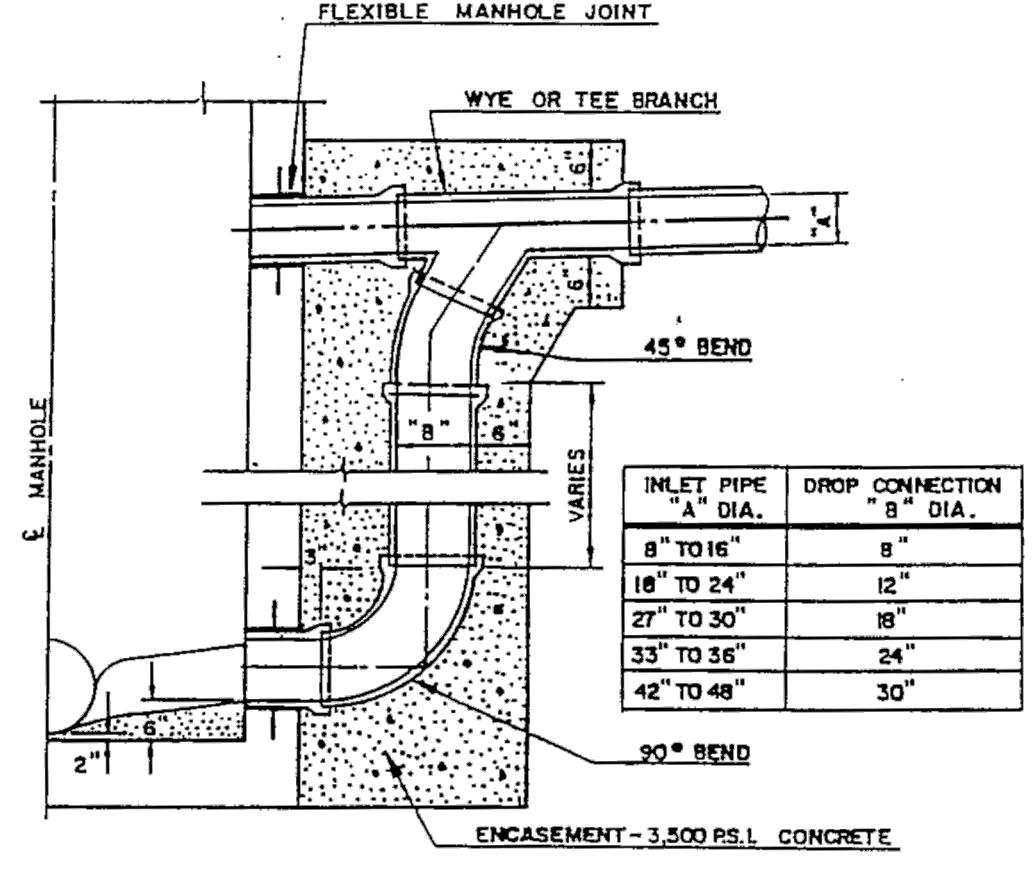 FLEXIBLE MANHOLE JOINT
WYE OR TEE BRANCH
6"
"A"
6"
45° BEND
"B"
6"
VARIES
℄ MANHOLE
3"
6"
2"
90° BEND
ENCASEMENT - 3,500 P.S.I. CONCRETE
INLET PIPE "A" DIA.
DROP CONNECTION "B" DIA.
8" TO 16"
8"
18" TO 24"
12"
27" TO 30"
18"
33" TO 36"
24"
42" TO 48"
30"